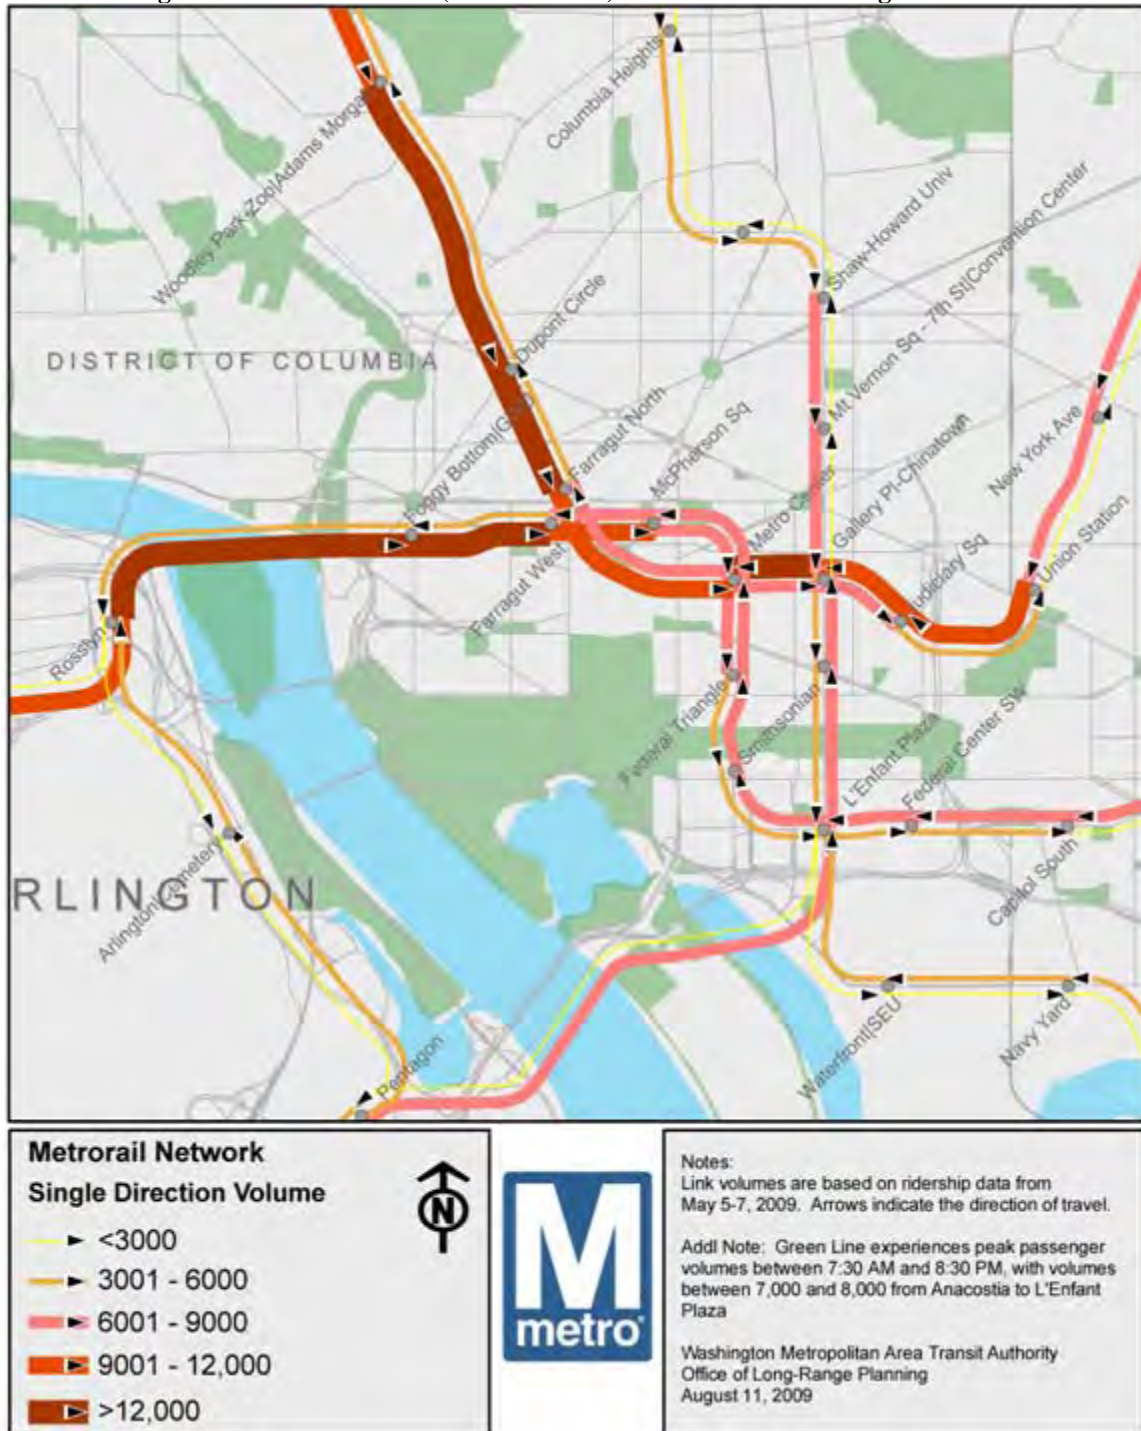 Columbia Heights
Woodley Park-Zoo|Adams Morgan
Shaw-Howard Univ
Mt Vernon Sq - 7th St|Convention Center
Dupont Circle
DISTRICT OF COLUMBIA
Farragut North
McPherson Sq
New York Ave
Foggy Bottom|GWU
Metro Center
Gallery Pl-Chinatown
Judiciary Sq
Union Station
Farragut West
Rosslyn
Federal Triangle
Smithsonian
L'Enfant Plaza
Federal Center SW
Arlington Cemetery
RLINGTON
Capitol South
Waterfront|SEU
Navy Yard
Pentagon
Metrorail Network
Single Direction Volume
<3000
3001 - 6000
6001 - 9000
9001 - 12,000
>12,000
N
M
metro
Notes:
Link volumes are based on ridership data from
May 5-7, 2009. Arrows indicate the direction of travel.
Addl Note: Green Line experiences peak passenger
volumes between 7:30 AM and 8:30 PM, with volumes
between 7,000 and 8,000 from Anacostia to L'Enfant
Plaza
Washington Metropolitan Area Transit Authority
Office of Long-Range Planning
August 11, 2009